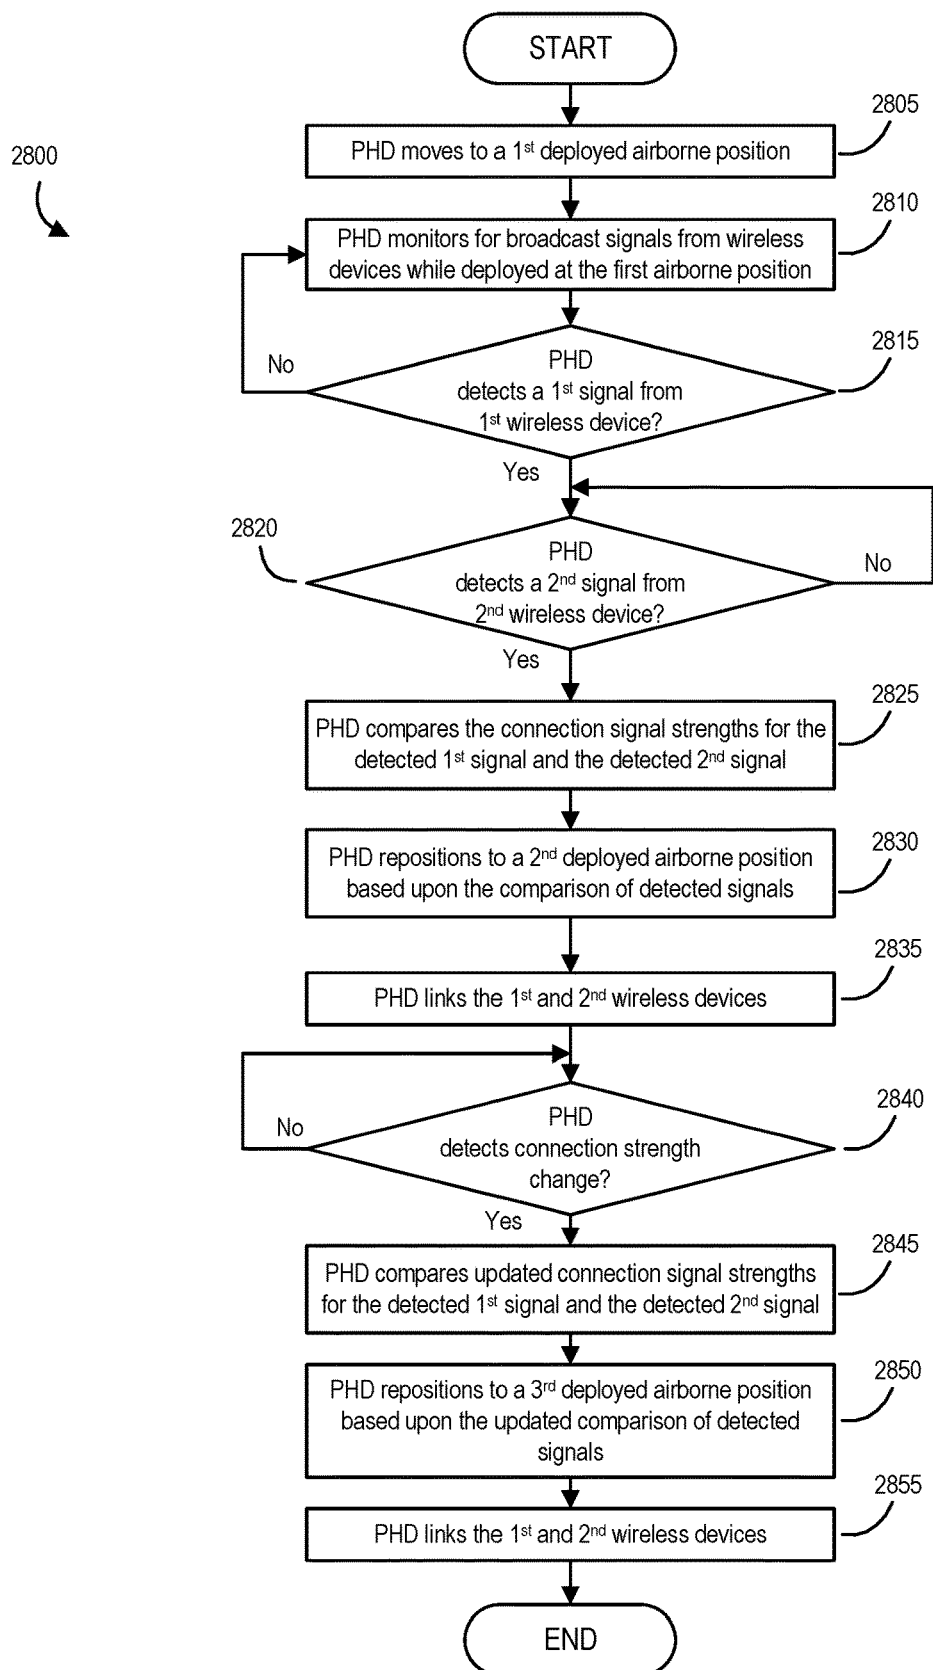 START
2805
PHD moves to a 1st deployed airborne position
2800
2810
PHD monitors for broadcast signals from wireless
devices while deployed at the first airborne position
2815
No
PHD
detects a 1st signal from
1st wireless device?
Yes
2820
PHD
detects a 2nd signal from
2nd wireless device?
No
Yes
2825
PHD compares the connection signal strengths for the
detected 1st signal and the detected 2nd signal
2830
PHD repositions to a 2nd deployed airborne position
based upon the comparison of detected signals
2835
PHD links the 1st and 2nd wireless devices
2840
No
PHD
detects connection strength
change?
Yes
2845
PHD compares updated connection signal strengths
for the detected 1st signal and the detected 2nd signal
2850
PHD repositions to a 3rd deployed airborne position
based upon the updated comparison of detected
signals
2855
PHD links the 1st and 2nd wireless devices
END